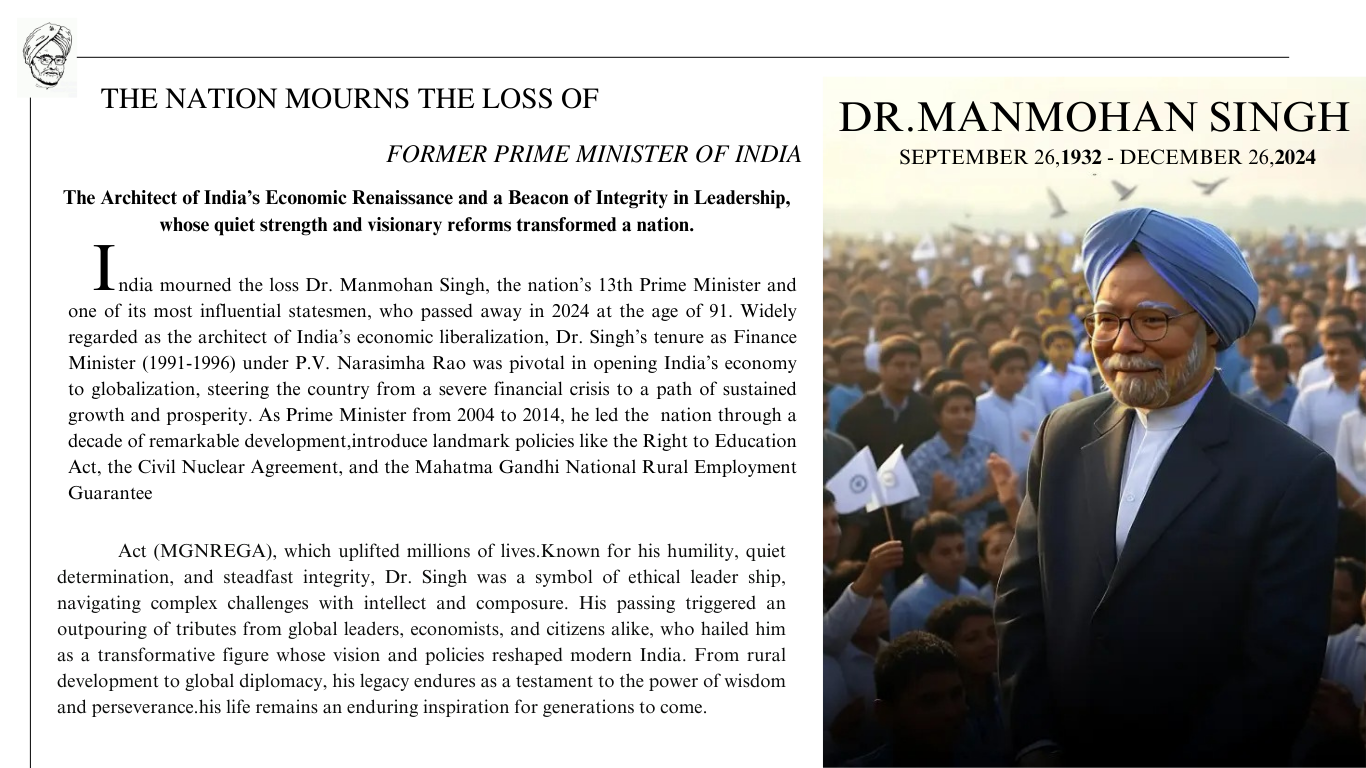 THE NATION MOURNS THE LOSS OF
DR.MANMOHAN SINGH
SEPTEMBER 26,1932 - DECEMBER 26,2024
FORMER PRIME MINISTER OF INDIA
The Architect of India’s Economic Renaissance and a Beacon of Integrity in Leadership,
whose quiet strength and visionary reforms transformed a nation.
India mourned the loss Dr. Manmohan Singh, the nation’s 13th Prime Minister and
one of its most influential statesmen, who passed away in 2024 at the age of 91. Widely
regarded as the architect of India’s economic liberalization, Dr. Singh’s tenure as Finance
Minister (1991-1996) under P.V. Narasimha Rao was pivotal in opening India’s economy
to globalization, steering the country from a severe financial crisis to a path of sustained
growth and prosperity. As Prime Minister from 2004 to 2014, he led the nation through a
decade of remarkable development,introduce landmark policies like the Right to Education
Act, the Civil Nuclear Agreement, and the Mahatma Gandhi National Rural Employment
Guarantee
Act (MGNREGA), which uplifted millions of lives.Known for his humility, quiet
determination, and steadfast integrity, Dr. Singh was a symbol of ethical leader ship,
navigating complex challenges with intellect and composure. His passing triggered an
outpouring of tributes from global leaders, economists, and citizens alike, who hailed him
as a transformative figure whose vision and policies reshaped modern India. From rural
development to global diplomacy, his legacy endures as a testament to the power of wisdom
and perseverance.his life remains an enduring inspiration for generations to come.